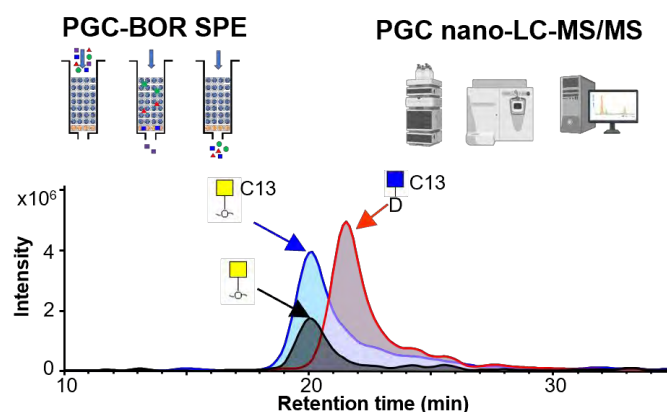 PGC-BOR SPE
PGC nano-LC-MS/MS
x10⁶
C13
C13
D
Intensity
4
2
0
10
20
30
Retention time (min)